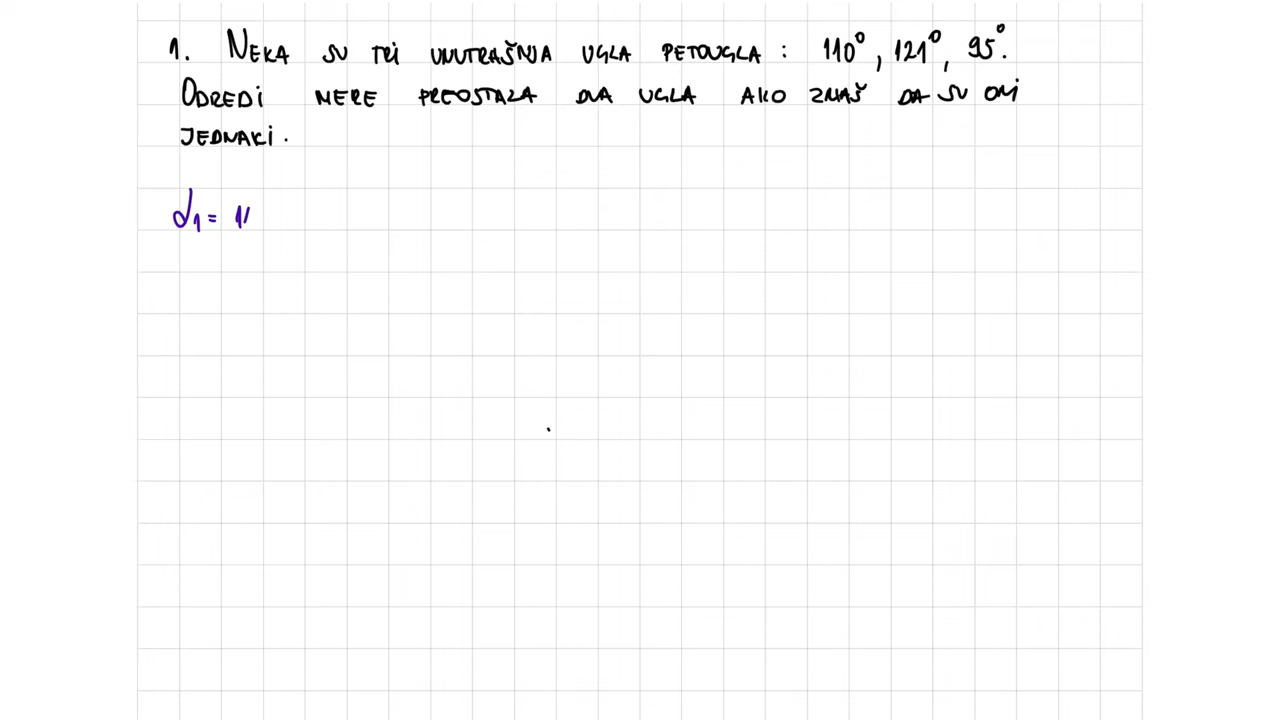 1. NEKA SU TRI UNUTRAŠNJA UGLA PETOUGLA : 110°, 121°, 95°.
ODREDI MERE PREOSTALA DVA UGLA AKO ZNAŠ DA SU ONI
JEDNAKI.
α₁ = 11